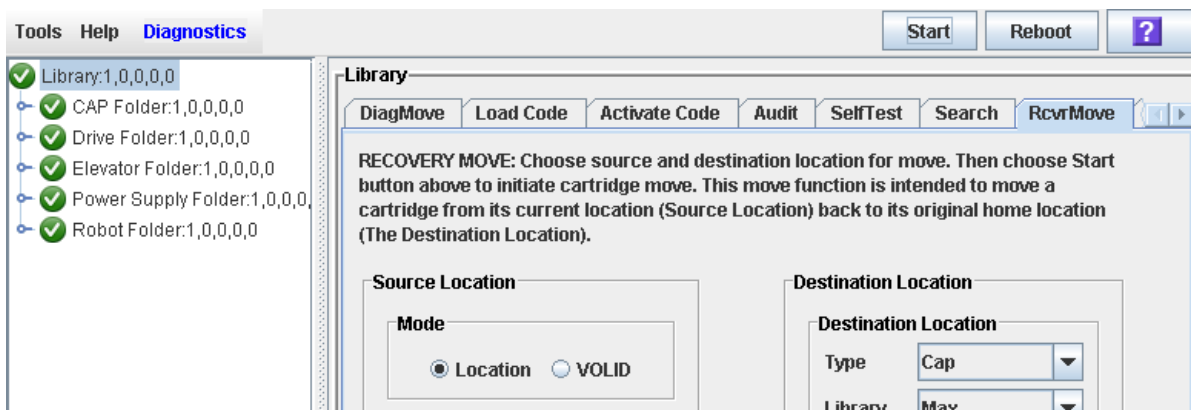 Tools Help Diagnostics Start Reboot ?
Library:1,0,0,0,0
CAP Folder:1,0,0,0,0
Drive Folder:1,0,0,0,0
Elevator Folder:1,0,0,0,0
Power Supply Folder:1,0,0,0,
Robot Folder:1,0,0,0,0
Library
DiagMove Load Code Activate Code Audit SelfTest Search RcvrMove
RECOVERY MOVE: Choose source and destination location for move. Then choose Start
button above to initiate cartridge move. This move function is intended to move a
cartridge from its current location (Source Location) back to its original home location
(The Destination Location).
Source Location
Mode
Location VOLID
Destination Location
Destination Location
Type Cap
Library Max